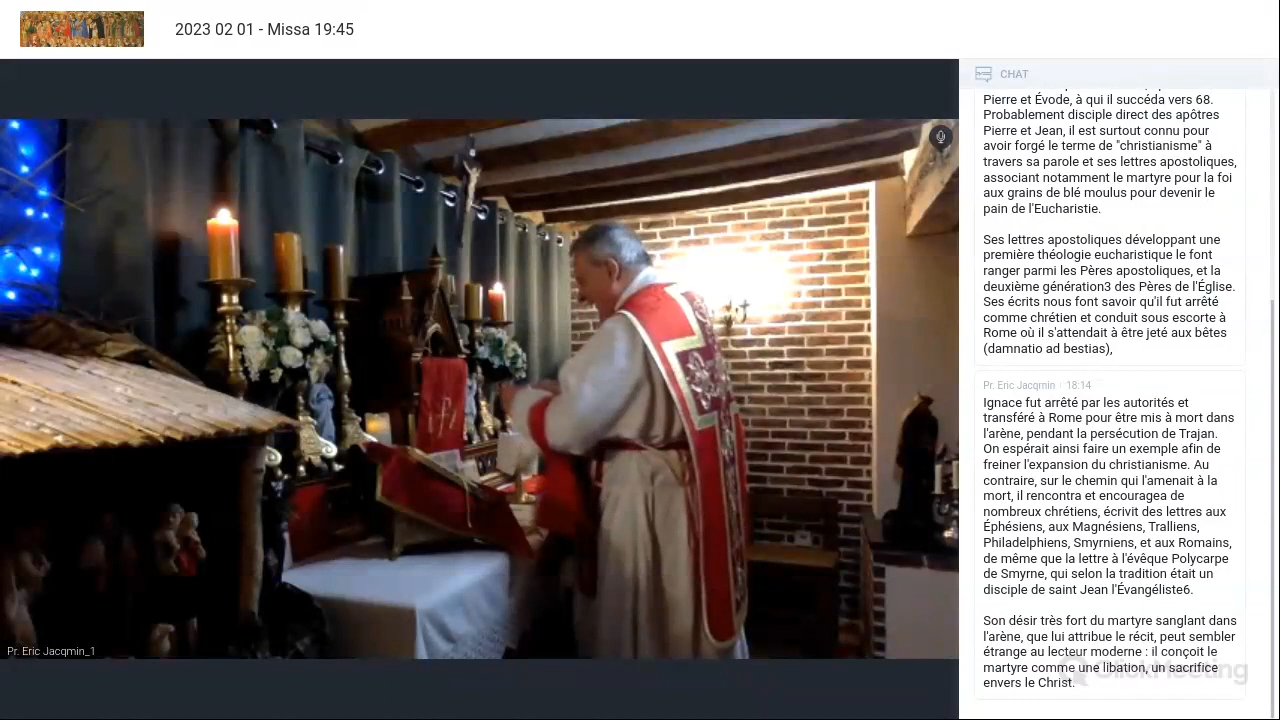 2023 02 01 - Missa 19:45
CHAT
Pierre et Évode, à qui il succéda vers 68.
Probablement disciple direct des apôtres
Pierre et Jean, il est surtout connu pour
avoir forgé le terme de "christianisme" à
travers sa parole et ses lettres apostoliques,
associant notamment le martyre pour la foi
aux grains de blé moulus pour devenir le
pain de l'Eucharistie.
Ses lettres apostoliques développant une
première théologie eucharistique le font
ranger parmi les Pères apostoliques, et la
deuxième génération3 des Pères de l'Église.
Ses écrits nous font savoir qu'il fut arrêté
comme chrétien et conduit sous escorte à
Rome où il s'attendait à être jeté aux bêtes
(damnatio ad bestias),
Pr. Eric Jacqmin 18:14
Ignace fut arrêté par les autorités et
transféré à Rome pour être mis à mort dans
l'arène, pendant la persécution de Trajan.
On espérait ainsi faire un exemple afin de
freiner l'expansion du christianisme. Au
contraire, sur le chemin qui l'amenait à la
mort, il rencontra et encouragea de
nombreux chrétiens, écrivit des lettres aux
Éphésiens, aux Magnésiens, Tralliens,
Philadelphiens, Smyrniens, et aux Romains,
de même que la lettre à l'évêque Polycarpe
de Smyrne, qui selon la tradition était un
disciple de saint Jean l'Évangéliste6.
Son désir très fort du martyre sanglant dans
l'arène, que lui attribue le récit, peut sembler
étrange au lecteur moderne : il conçoit le
martyre comme une libation, un sacrifice
envers le Christ.
ClickMeeting
Pr. Eric Jacqmin_1